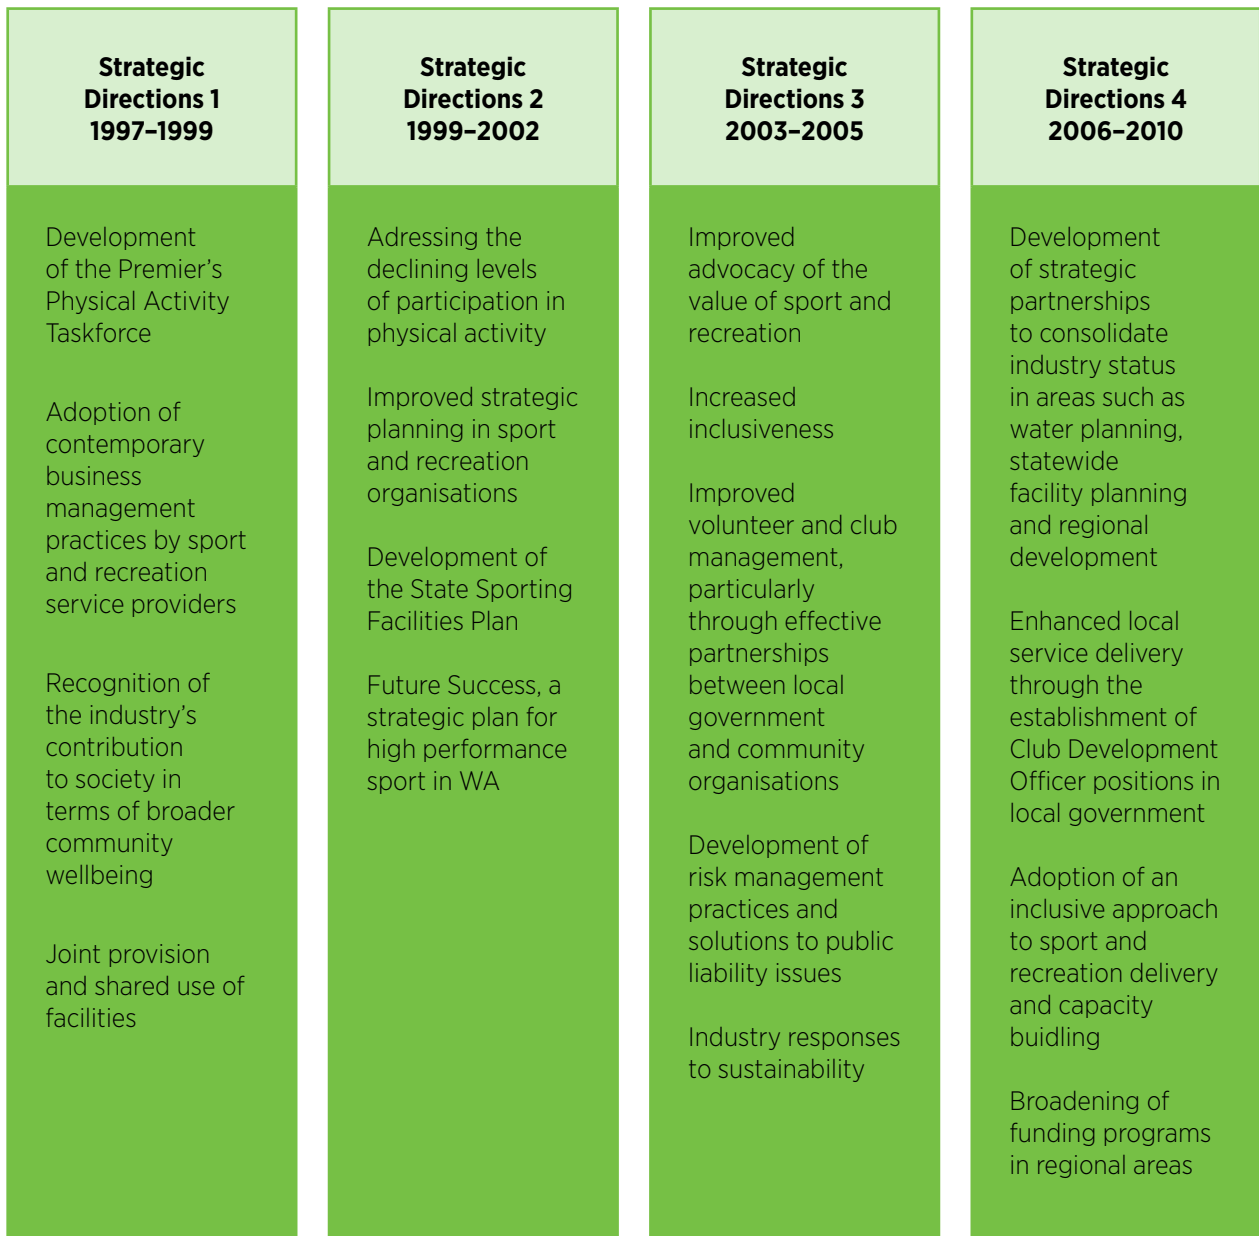 Strategic
Directions 1
1997–1999
Development
of the Premier's
Physical Activity
Taskforce
Adoption of
contemporary
business
management
practices by sport
and recreation
service providers
Recognition of
the industry's
contribution
to society in
terms of broader
community
wellbeing
Joint provision
and shared use of
facilities
Strategic
Directions 2
1999–2002
Adressing the
declining levels
of participation in
physical activity
Improved strategic
planning in sport
and recreation
organisations
Development of
the State Sporting
Facilities Plan
Future Success, a
strategic plan for
high performance
sport in WA
Strategic
Directions 3
2003–2005
Improved
advocacy of the
value of sport and
recreation
Increased
inclusiveness
Improved
volunteer and club
management,
particularly
through effective
partnerships
between local
government
and community
organisations
Development of
risk management
practices and
solutions to public
liability issues
Industry responses
to sustainability
Strategic
Directions 4
2006–2010
Development
of strategic
partnerships
to consolidate
industry status
in areas such as
water planning,
statewide
facility planning
and regional
development
Enhanced local
service delivery
through the
establishment of
Club Development
Officer positions in
local government
Adoption of an
inclusive approach
to sport and
recreation delivery
and capacity
buidling
Broadening of
funding programs
in regional areas